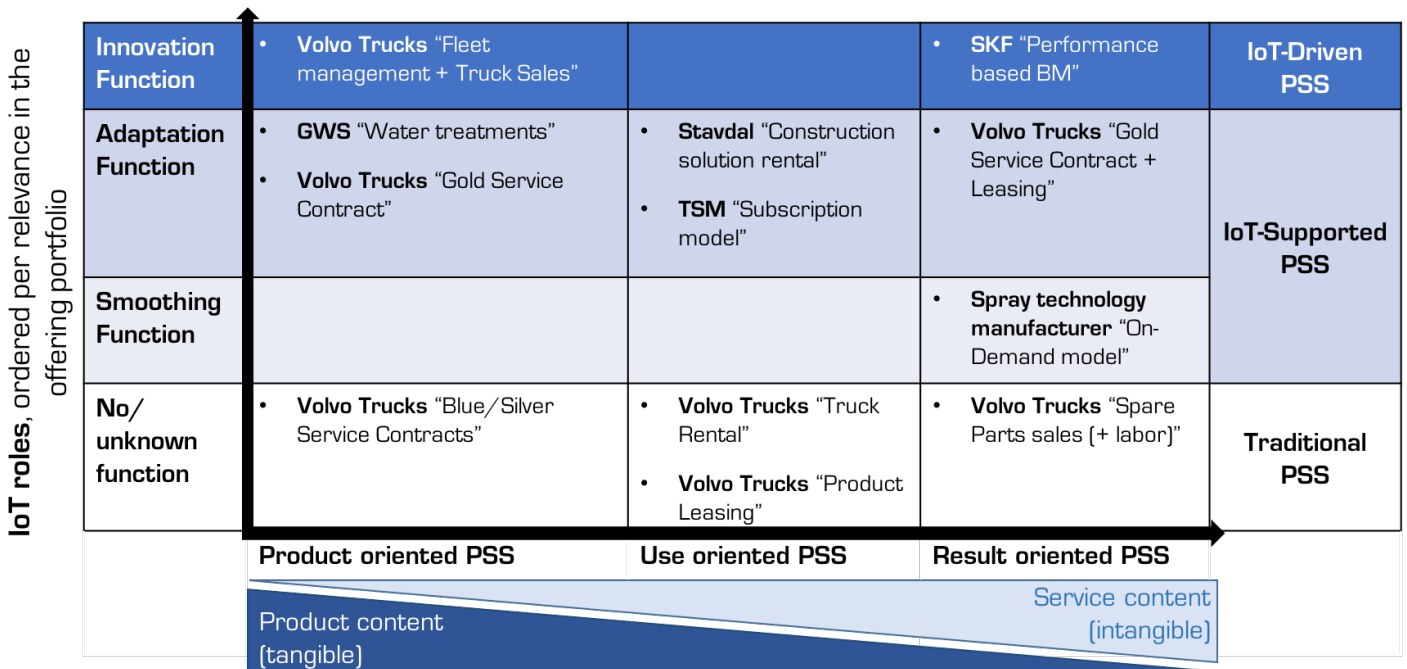 IoT roles, ordered per relevance in the
offering portfolio
Innovation
Function
• Volvo Trucks “Fleet
management + Truck Sales”
• SKF “Performance
based BM”
IoT-Driven
PSS
Adaptation
Function
• GWS “Water treatments”
• Volvo Trucks “Gold Service
Contract”
• Stavdal “Construction
solution rental”
• TSM “Subscription
model”
• Volvo Trucks “Gold
Service Contract +
Leasing”
IoT-Supported
PSS
Smoothing
Function
• Spray technology
manufacturer “On-
Demand model”
No/
unknown
function
• Volvo Trucks “Blue/Silver
Service Contracts”
• Volvo Trucks “Truck
Rental”
• Volvo Trucks “Product
Leasing”
• Volvo Trucks “Spare
Parts sales (+ labor)”
Traditional
PSS
Product oriented PSS
Use oriented PSS
Result oriented PSS
Service content
(intangible)
Product content
(tangible)